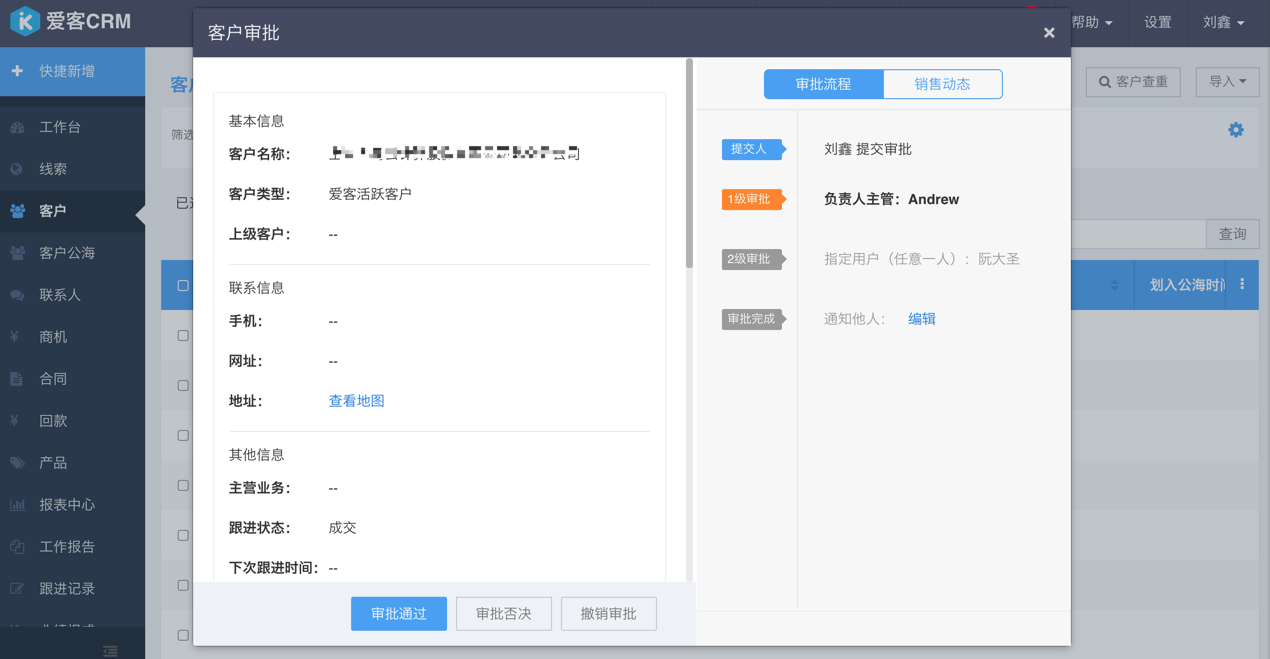 爱客CRM
帮助
设置
刘鑫
快捷新增
工作台
线索
客户
客户公海
联系人
商机
合同
回款
产品
报表中心
工作报告
跟进记录
客户查重
导入
筛选
查询
划入公海时间
客户审批
×
基本信息
客户名称：
客户类型： 爱客活跃客户
上级客户： --
联系信息
手机： --
网址： --
地址： 查看地图
其他信息
主营业务： --
跟进状态： 成交
下次跟进时间： --
审批通过 审批否决 撤销审批
审批流程 销售动态
提交人 刘鑫 提交审批
1级审批 负责人主管：Andrew
2级审批 指定用户（任意一人）：阮大圣
审批完成 通知他人： 编辑